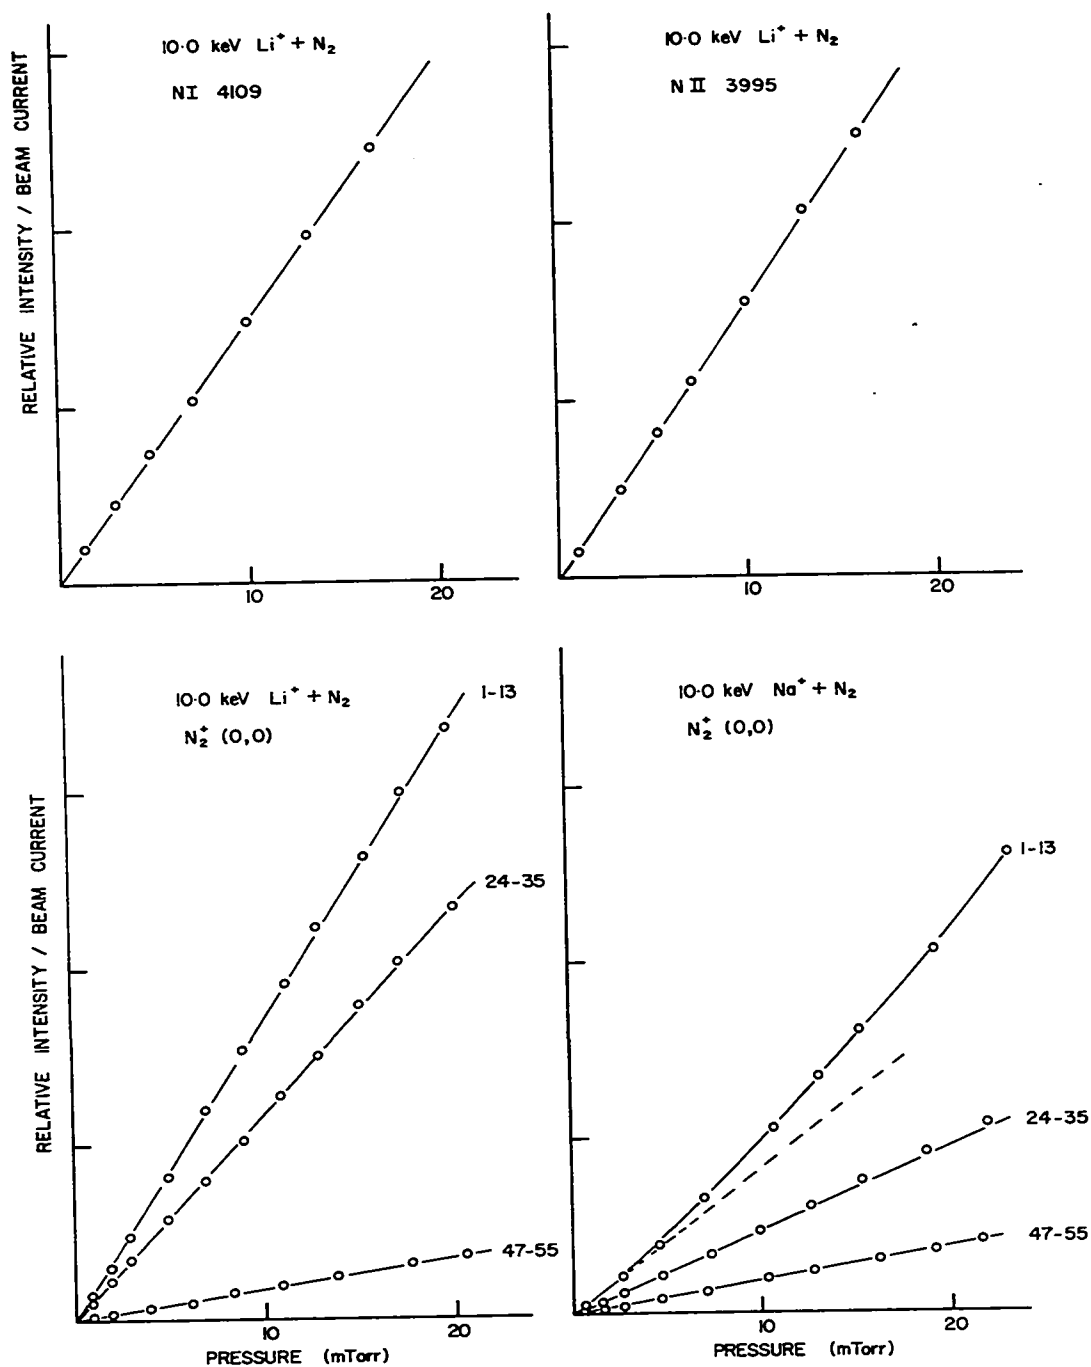 10·0 keV Li⁺ + N₂
NI 4109
RELATIVE INTENSITY / BEAM CURRENT
10
20
10·0 keV Li⁺ + N₂
NII 3995
10
20
10·0 keV Li⁺ + N₂
N₂⁺ (0,0)
1-13
24-35
47-55
RELATIVE INTENSITY / BEAM CURRENT
10
20
PRESSURE (mTorr)
10·0 keV Na⁺ + N₂
N₂⁺ (0,0)
1-13
24-35
47-55
10
20
PRESSURE (mTorr)